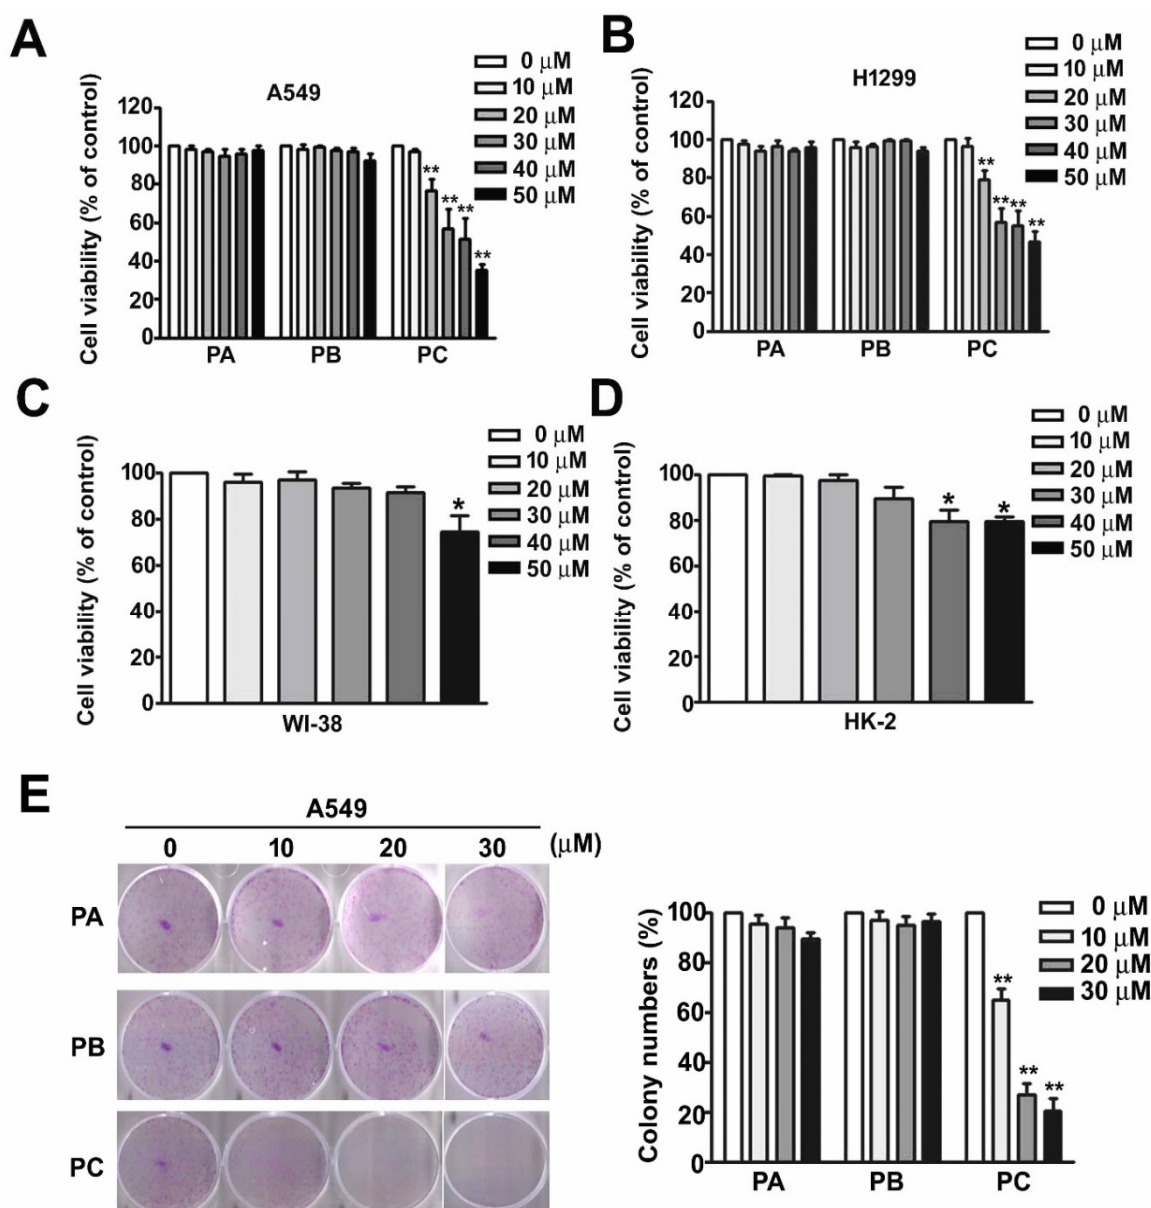 A
A549
Cell viability (% of control)
120
100
80
60
40
20
0
** ** ** **
PA PB PC
0 μM
10 μM
20 μM
30 μM
40 μM
50 μM
B
H1299
Cell viability (% of control)
120
100
80
60
40
20
0
** ** ** **
PA PB PC
0 μM
10 μM
20 μM
30 μM
40 μM
50 μM
C
Cell viability (% of control)
100
80
60
40
20
0
*
WI-38
0 μM
10 μM
20 μM
30 μM
40 μM
50 μM
D
Cell viability (% of control)
100
80
60
40
20
0
* *
HK-2
0 μM
10 μM
20 μM
30 μM
40 μM
50 μM
E
A549
0 10 20 30 (μM)
PA
PB
PC
Colony numbers (%)
100
80
60
40
20
0
** ** **
PA PB PC
0 μM
10 μM
20 μM
30 μM